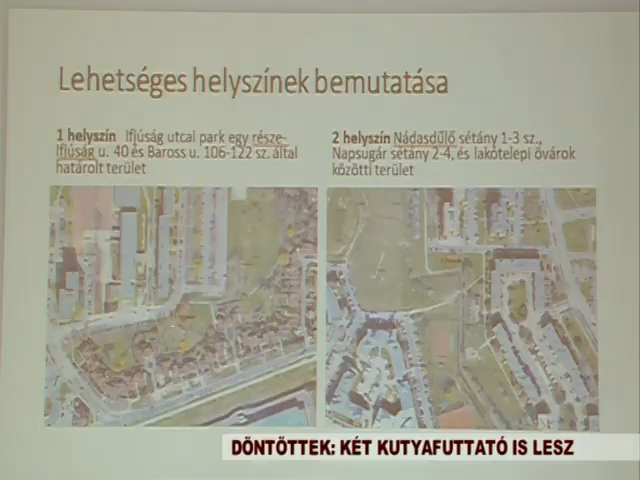 Lehetséges helyszínek bemutatása
1 helyszín Ifjúság utcai park egy része-
Ifjúság u. 40 és Baross u. 106-122 sz. által
határolt terület
2 helyszín Nádasdűlő sétány 1-3 sz.,
Napsugár sétány 2-4, és lakótelepi óvárok
közötti terület
DÖNTÖTTEK: KÉT KUTYAFUTTATÓ IS LESZ